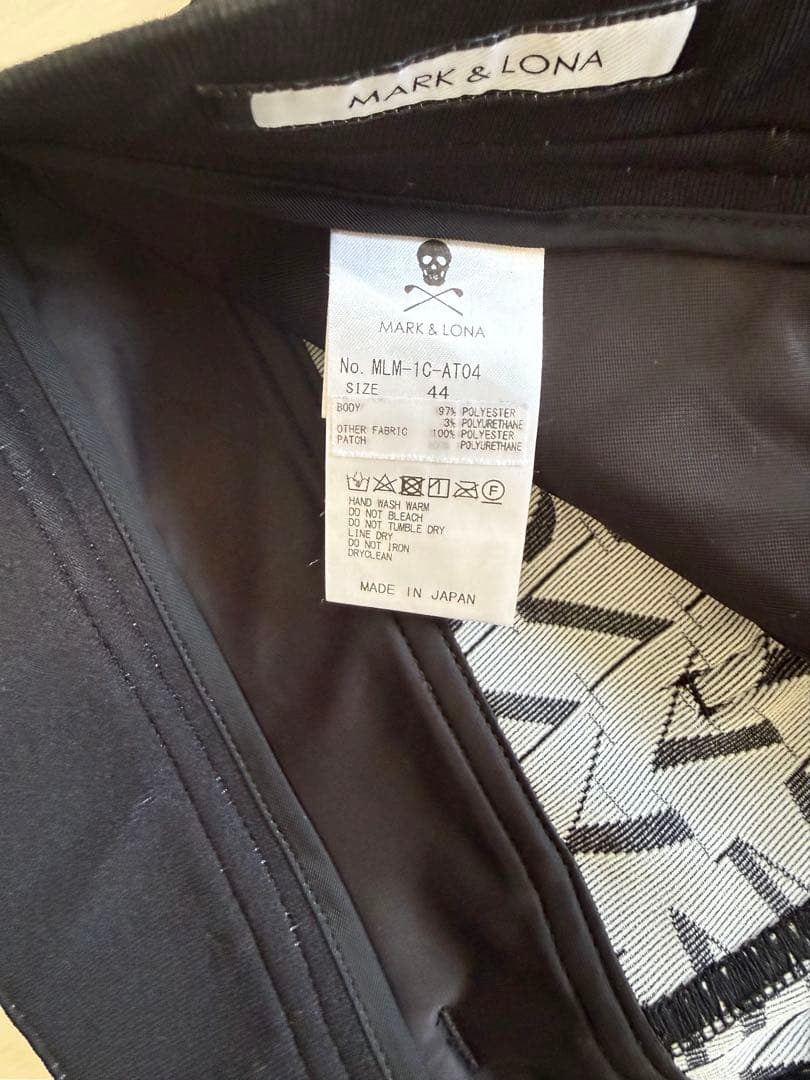 MARK & LONA
MARK & LONA
No. MLM-1C-AT04
SIZE 44
BODY 97% POLYESTER
3% POLYURETHANE
OTHER FABRIC 100% POLYESTER
PATCH POLYURETHANE
F
HAND WASH WARM
DO NOT BLEACH
DO NOT TUMBLE DRY
LINE DRY
DO NOT IRON
DRYCLEAN
MADE IN JAPAN